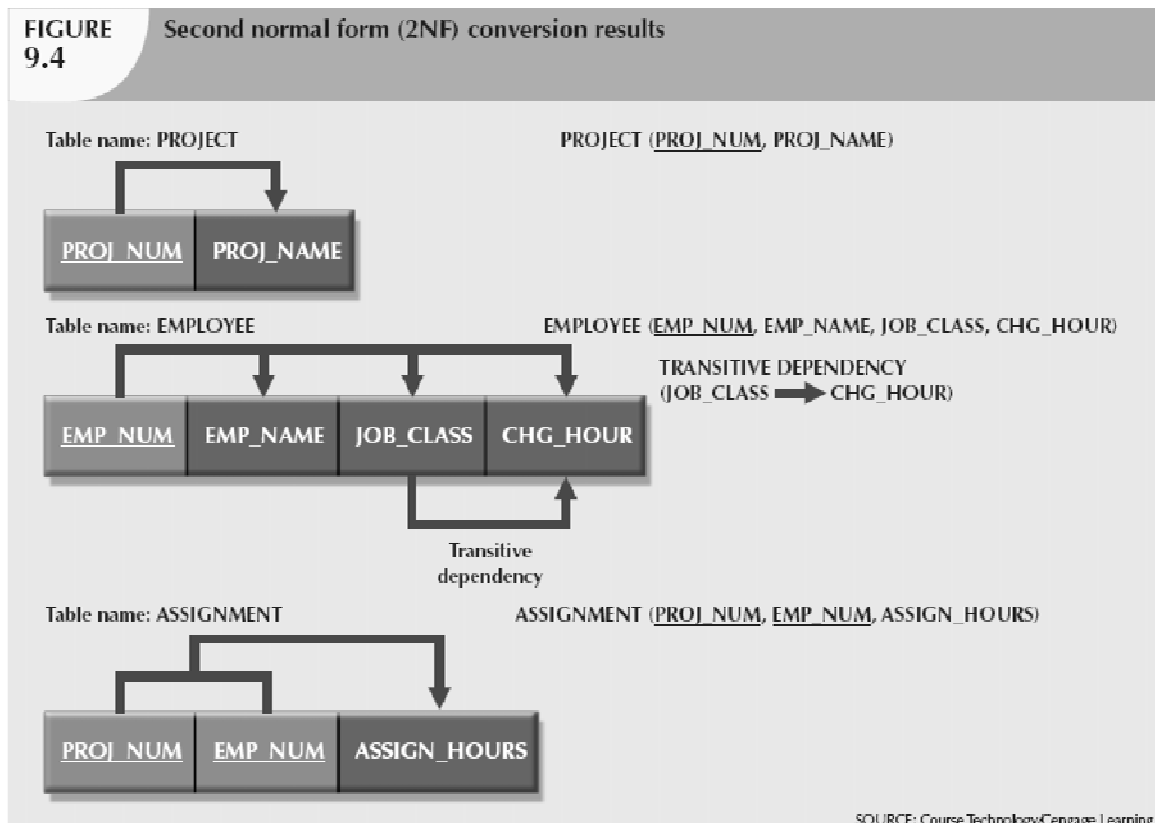 FIGURE
9.4
Second normal form (2NF) conversion results
Table name: PROJECT
PROJECT (PROJ_NUM, PROJ_NAME)
PROJ_NUM PROJ_NAME
Table name: EMPLOYEE
EMPLOYEE (EMP_NUM, EMP_NAME, JOB_CLASS, CHG_HOUR)
TRANSITIVE DEPENDENCY
(JOB_CLASS CHG_HOUR)
EMP_NUM EMP_NAME JOB_CLASS CHG_HOUR
Transitive
dependency
Table name: ASSIGNMENT
ASSIGNMENT (PROJ_NUM, EMP_NUM, ASSIGN_HOURS)
PROJ_NUM EMP_NUM ASSIGN_HOURS
SOURCE: Course Technology/Cengage Learning